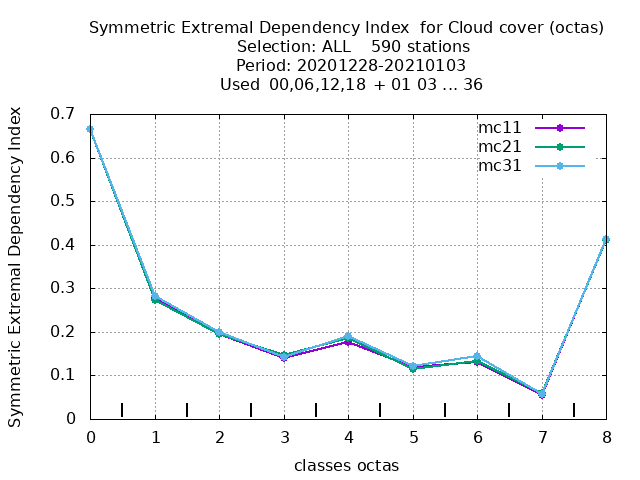 Symmetric Extremal Dependency Index  for Cloud cover (octas)
Selection: ALL    590 stations
Period: 20201228-20210103
Used  00,06,12,18  + 01 03 ... 36
Symmetric Extremal Dependency Index
0.7
0.6
0.5
0.4
0.3
0.2
0.1
0
mc11
mc21
mc31
0 1 2 3 4 5 6 7 8
classes octas